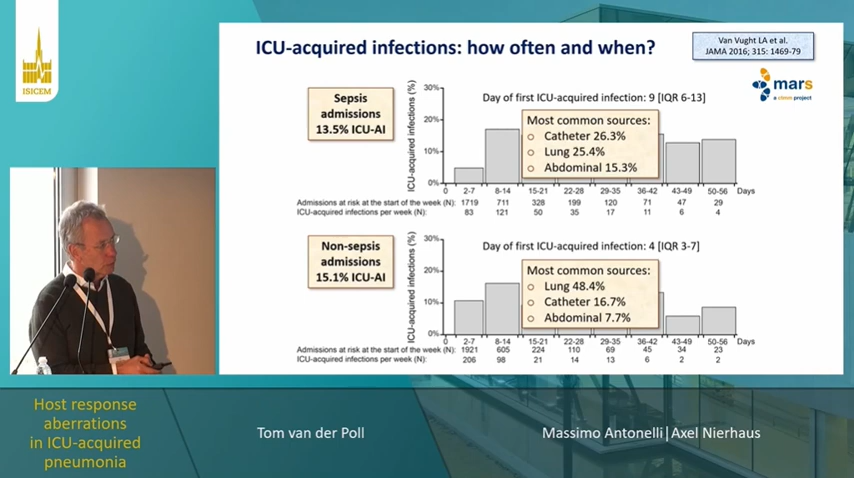 ISICEM
ICU-acquired infections: how often and when?
Van Vught LA et al.
JAMA 2016; 315: 1469-79
mars
Sepsis
admissions
13.5% ICU-AI
ICU-acquired infections (%)
30%
20%
10%
0%
Day of first ICU-acquired infection: 9 [IQR 6-13]
Most common sources:
Catheter 26.3%
Lung 25.4%
Abdominal 15.3%
0 2-7 8-14 15-21 22-28 29-35 36-42 43-49 50-56 Days
Admissions at risk at the start of the week (N): 1719 711 328 199 120 71 47 29
ICU-acquired infections per week (N): 83 121 50 35 17 11 6 4
Non-sepsis
admissions
15.1% ICU-AI
ICU-acquired infections (%)
30%
20%
10%
0%
Day of first ICU-acquired infection: 4 [IQR 3-7]
Most common sources:
Lung 48.4%
Catheter 16.7%
Abdominal 7.7%
0 2-7 8-14 15-21 22-28 29-35 36-42 43-49 50-56 Days
Admissions at risk at the start of the week (N): 1921 605 224 110 69 45 34 23
ICU-acquired infections per week (N): 206 98 21 14 13 6 2 2
Host response
aberrations
in ICU-acquired
pneumonia
Tom van der Poll
Massimo Antonelli|Axel Nierhaus